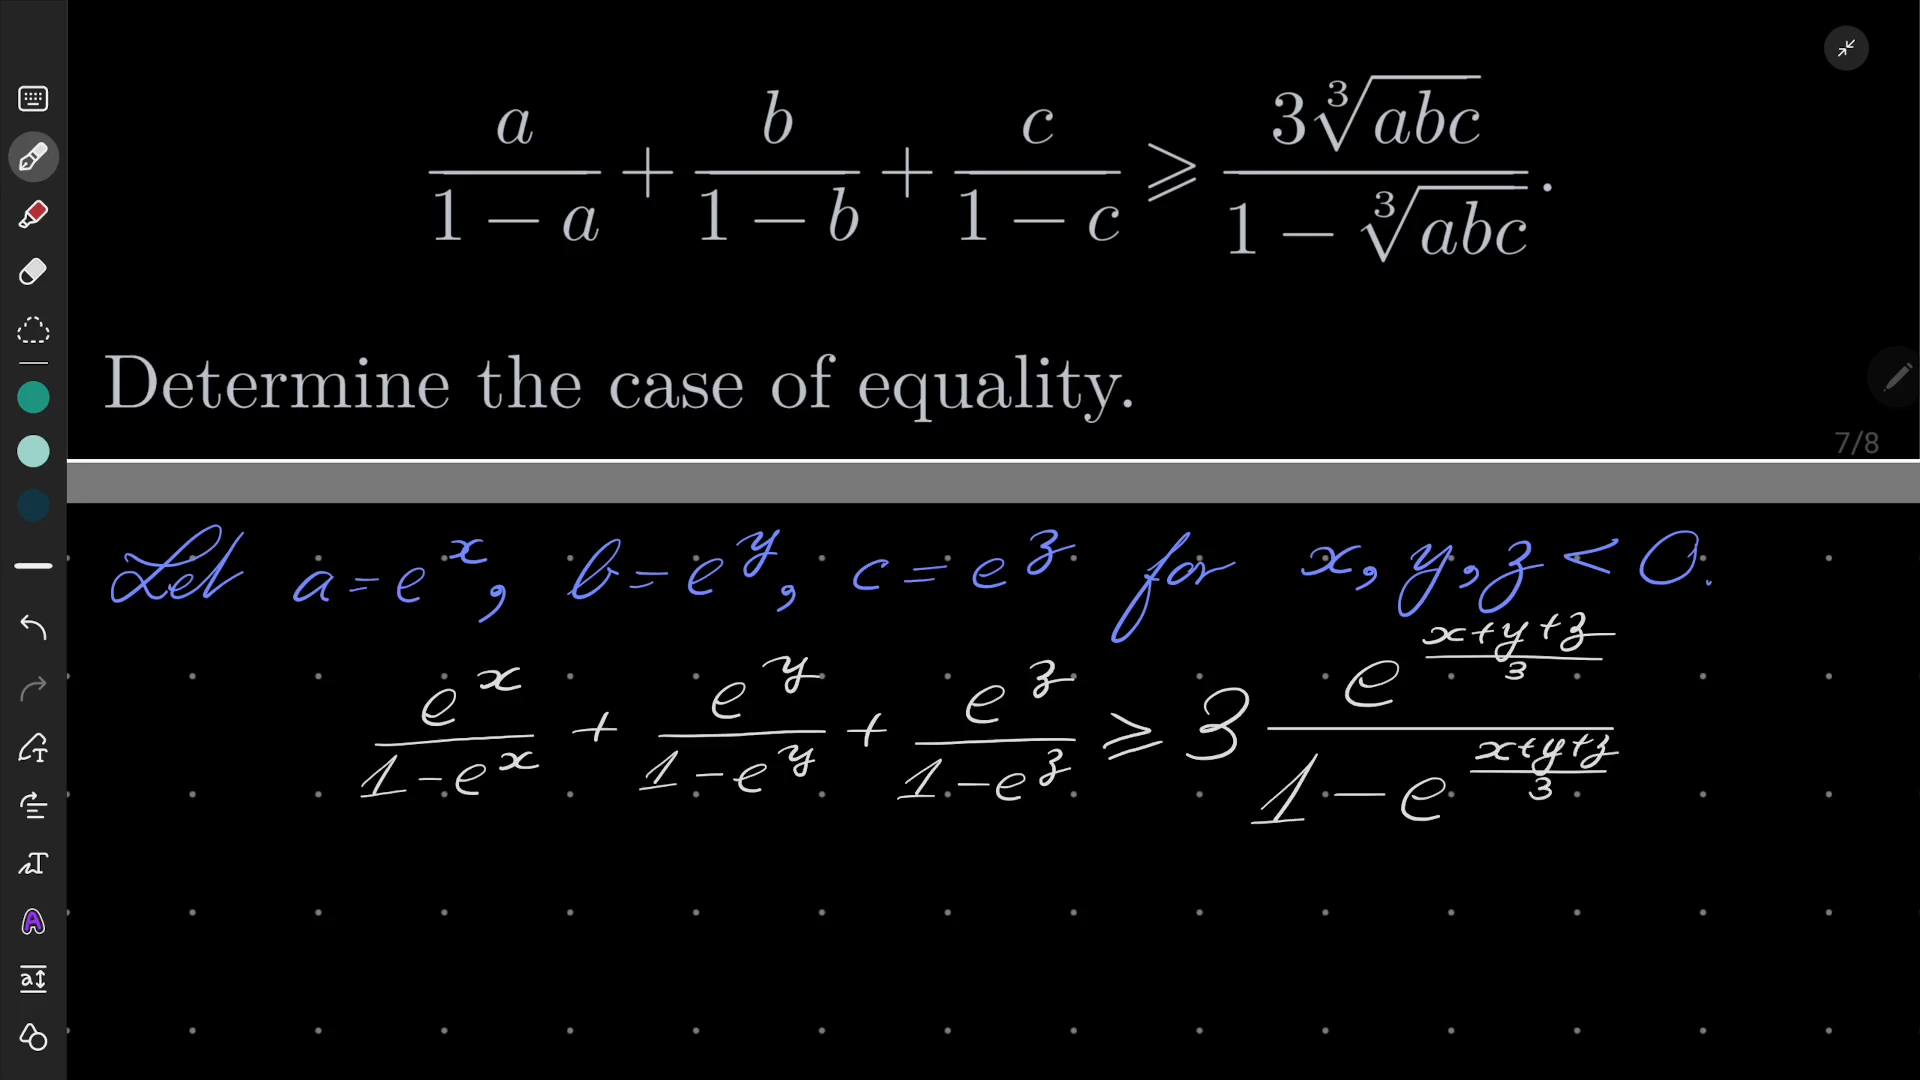 a/(1 − a) + b/(1 − b) + c/(1 − c) ⩾ 3∛(abc)/(1 − ∛(abc)).
Determine the case of equality.
7/8
Let a = e^x, b = e^y, c = e^z for x, y, z < 0.
e^x/(1 − e^x) + e^y/(1 − e^y) + e^z/(1 − e^z) ⩾ 3 e^((x+y+z)/3)/(1 − e^((x+y+z)/3))